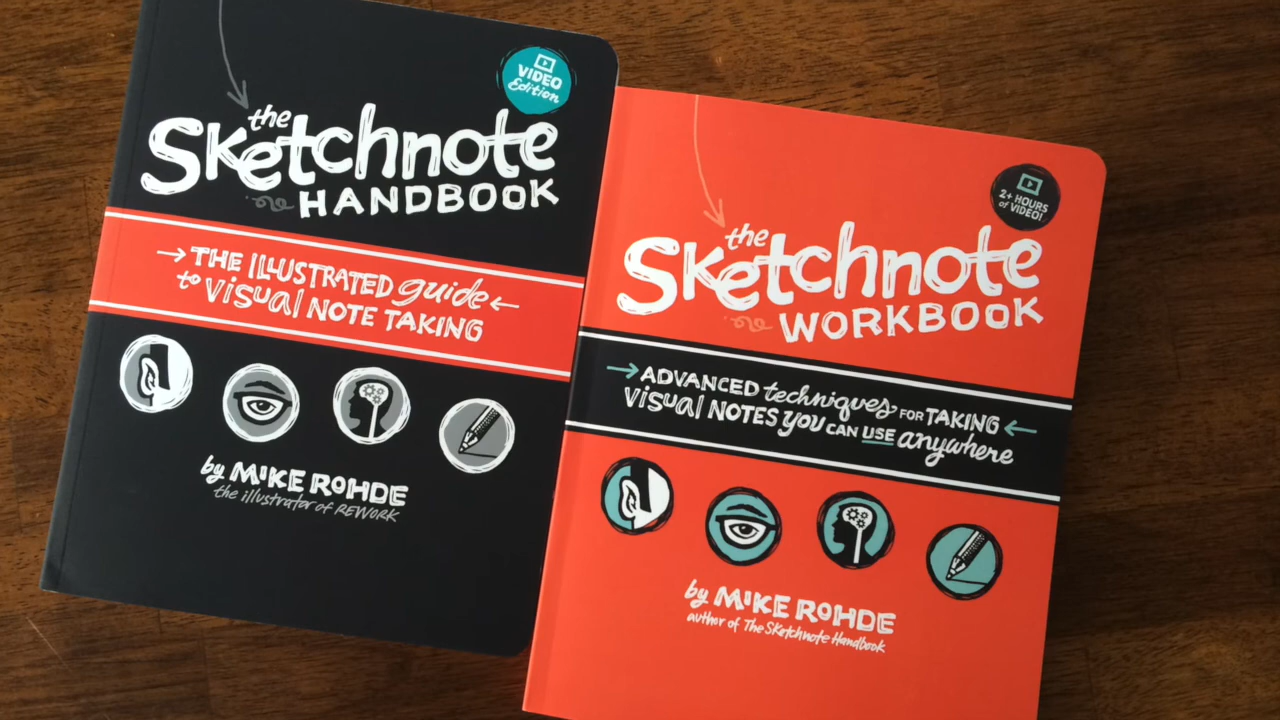 VIDEO
Edition
the
Sketchnote
HANDBOOK
THE ILLUSTRATED guide
to VISUAL NOTE TAKING
by MIKE ROHDE
the illustrator of REWORK
2+ HOURS
of VIDEO!
the
Sketchnote
WORKBOOK
ADVANCED techniques FOR TAKING
VISUAL NOTES YOU CAN USE anywhere
by MIKE ROHDE
author of The Sketchnote Handbook